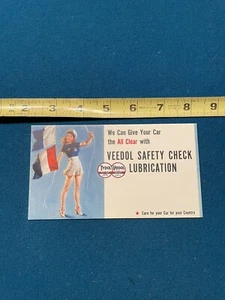 1 2 3 4 5 6 7 8 9
We Can Give Your Car
the All Clear with
VEEDOL SAFETY CHECK
LUBRICATION
★ Care for your Car for your Country